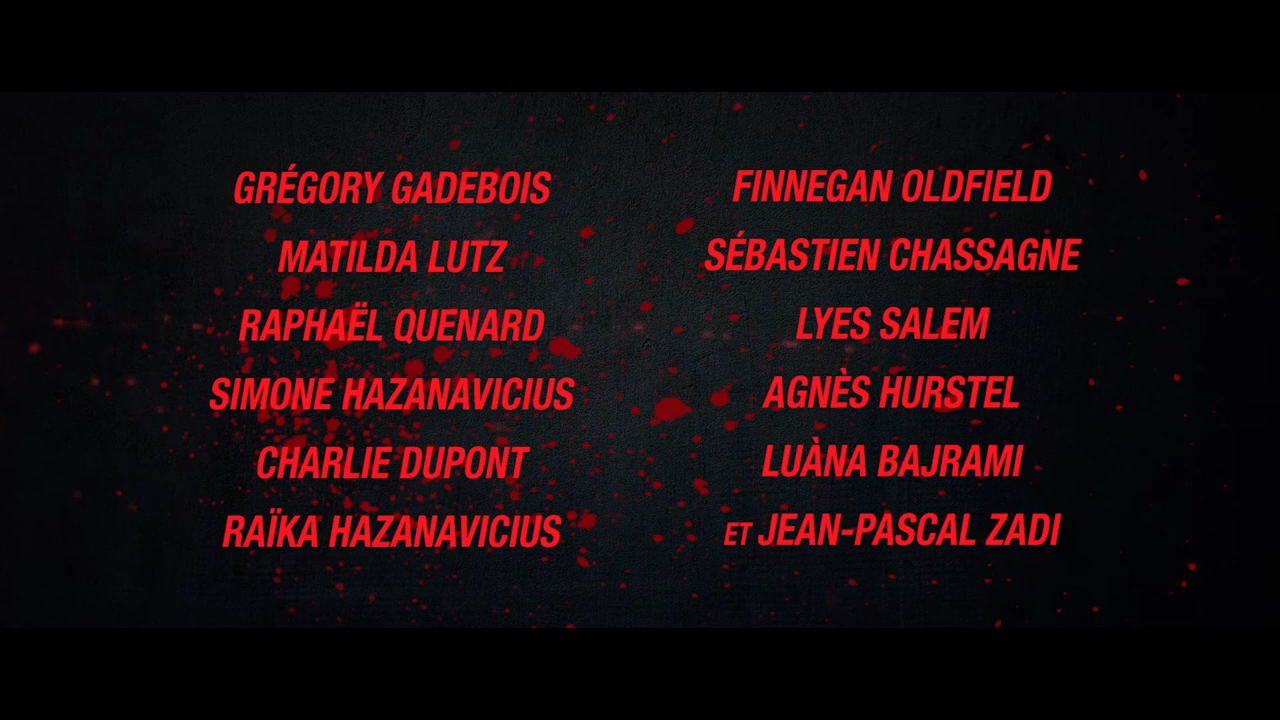 GRÉGORY GADEBOIS
MATILDA LUTZ
RAPHAËL QUENARD
SIMONE HAZANAVICIUS
CHARLIE DUPONT
RAÏKA HAZANAVICIUS
FINNEGAN OLDFIELD
SÉBASTIEN CHASSAGNE
LYES SALEM
AGNÈS HURSTEL
LUÀNA BAJRAMI
ET JEAN-PASCAL ZADI